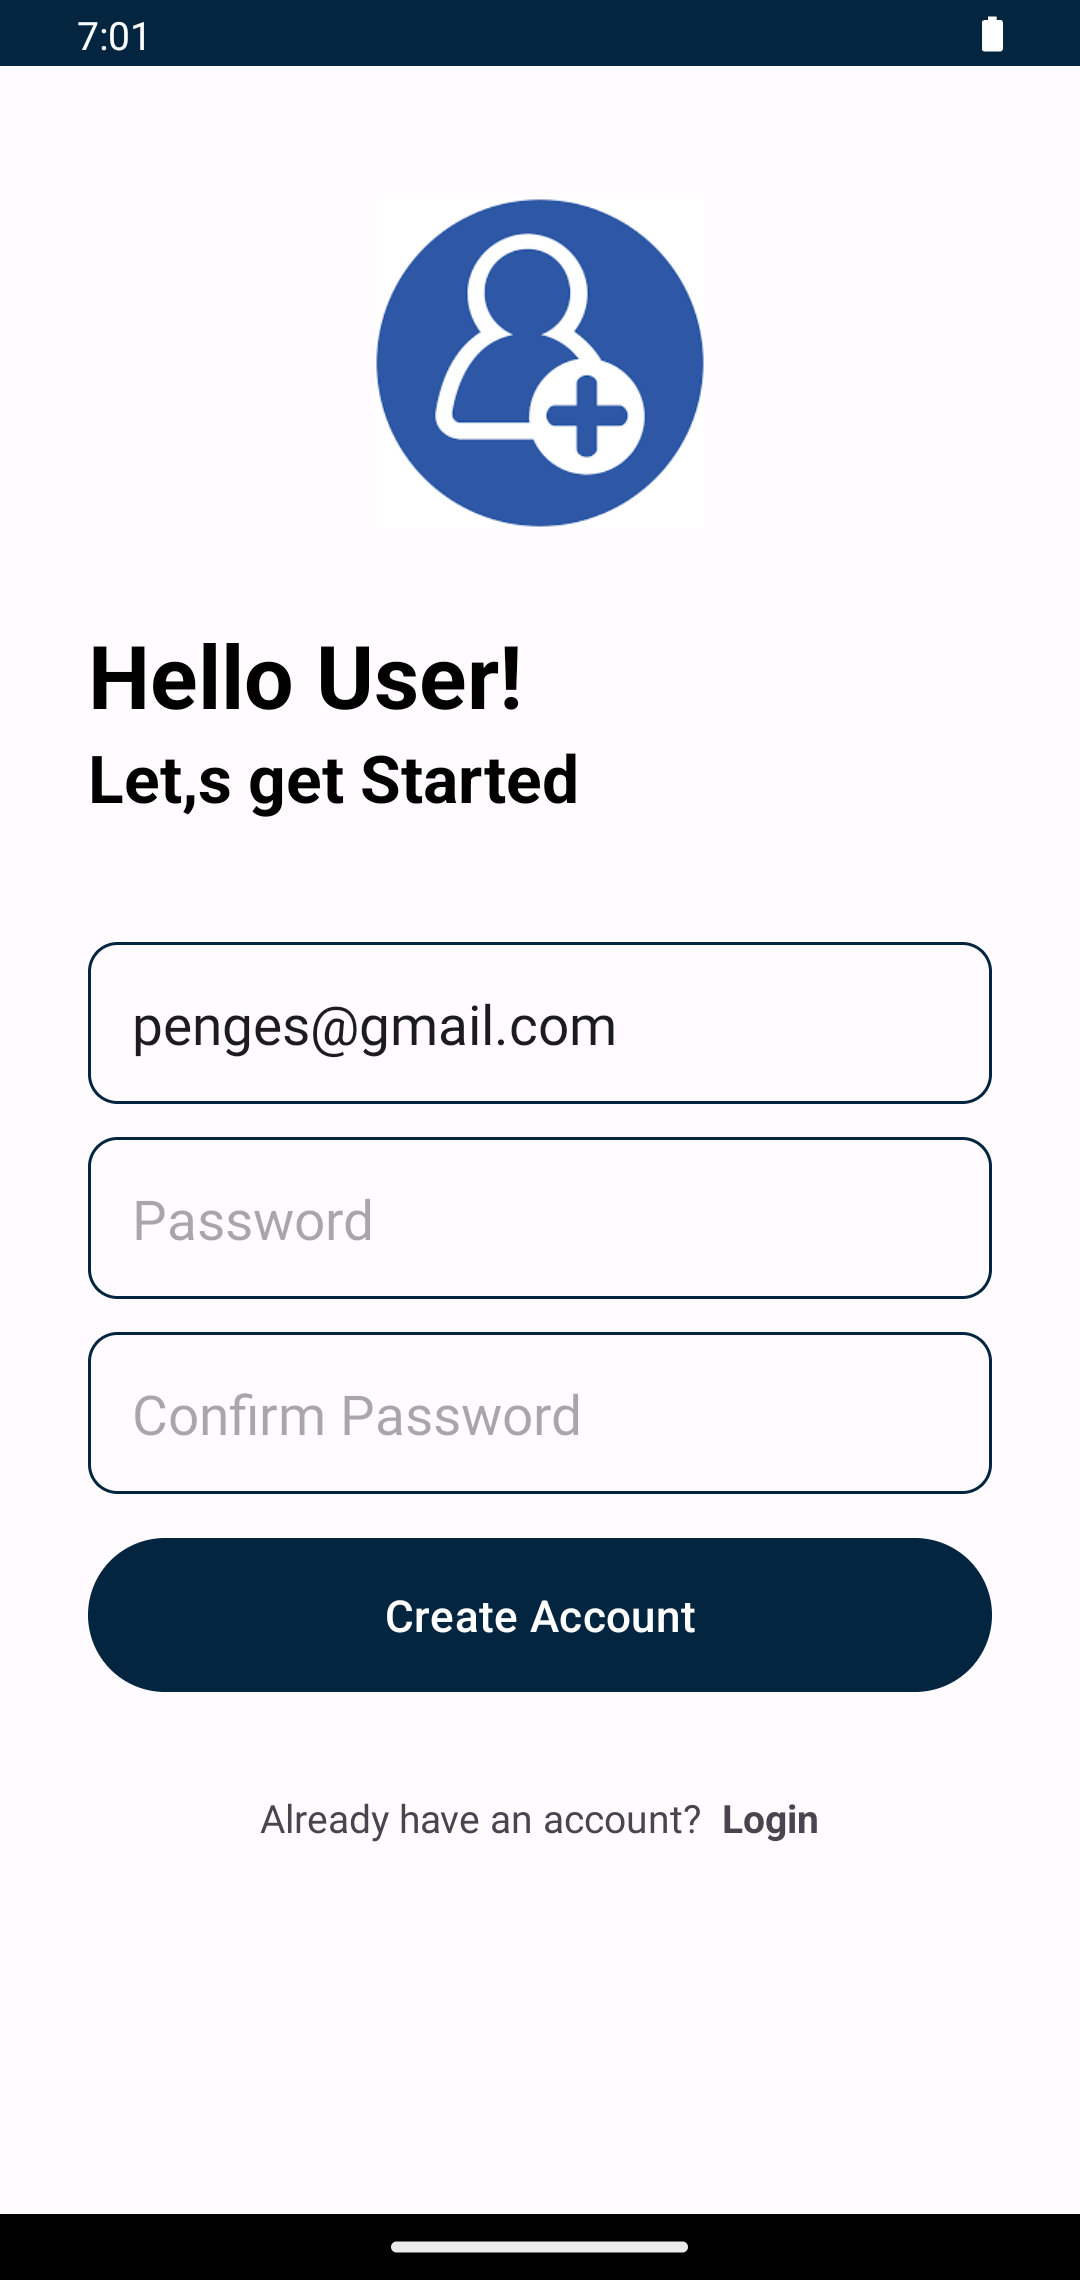 7:01
Hello User!
Let,s get Started
penges@gmail.com
Password
Confirm Password
Create Account
Already have an account? Login